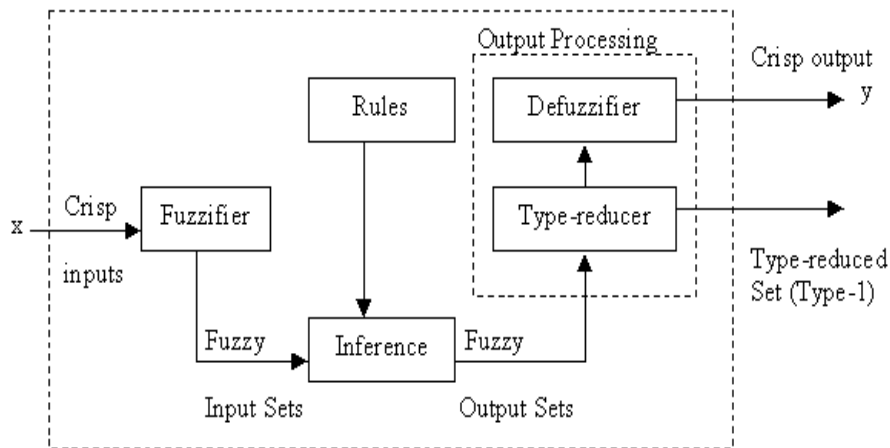 Output Processing
Crisp output
y
Rules
Defuzzifier
Crisp
x
inputs
Fuzzifier
Type-reducer
Type-reduced
Set (Type-1)
Fuzzy
Input Sets
Inference
Fuzzy
Output Sets